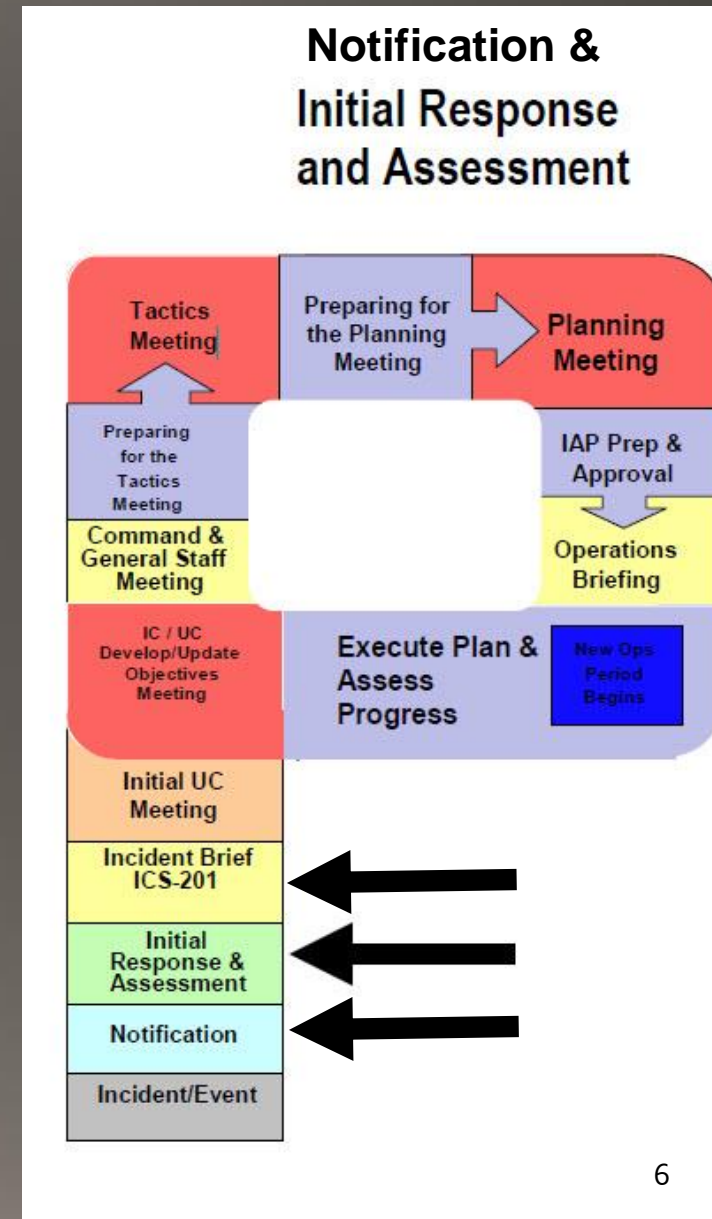 Notification &
Initial Response
and Assessment
Tactics
Meeting
Preparing for
the Planning
Meeting
Planning
Meeting
Preparing
for the
Tactics
Meeting
IAP Prep &
Approval
Command &
General Staff
Meeting
Operations
Briefing
IC / UC
Develop/Update
Objectives
Meeting
Execute Plan &
Assess
Progress
New Ops
Period
Begins
Initial UC
Meeting
Incident Brief
ICS-201
Initial
Response &
Assessment
Notification
Incident/Event
6